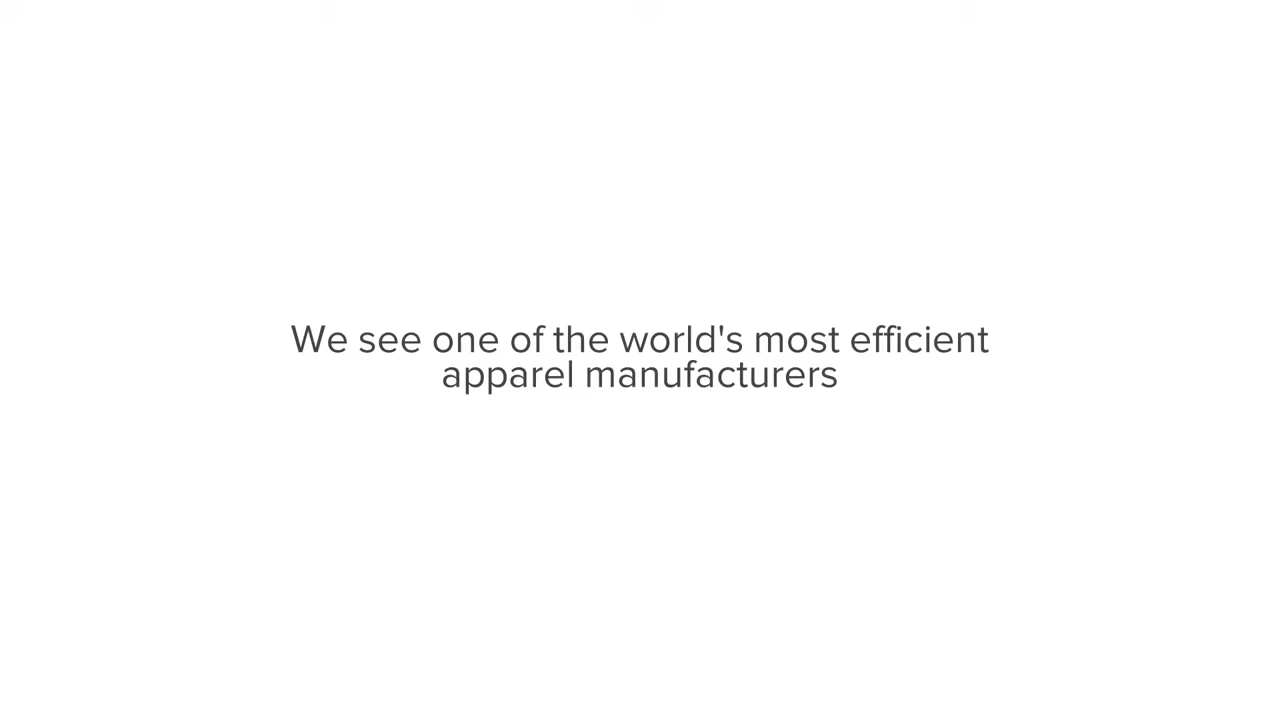 We see one of the world's most efficient
apparel manufacturers